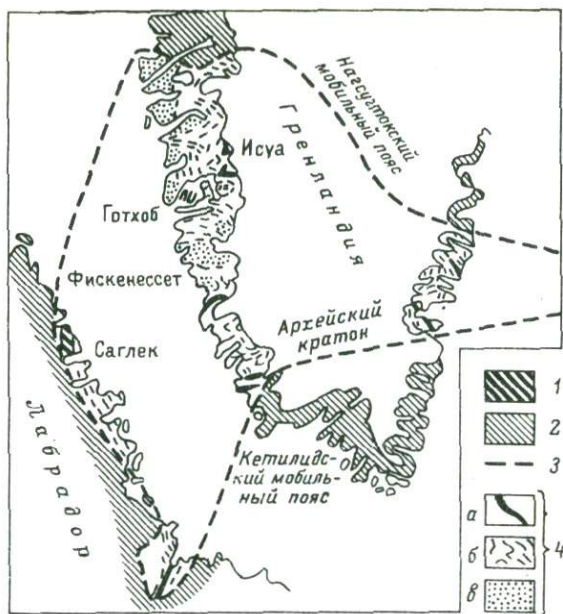 Нагсугтокский
мобильный пояс
Гренландия
Исуа
Готхоб
Фискенессет
Архейский
кратон
Саглек
Лабрадор
Кетилидс-
кий мобиль-
ный пояс
1
2
3
а
б
4
в